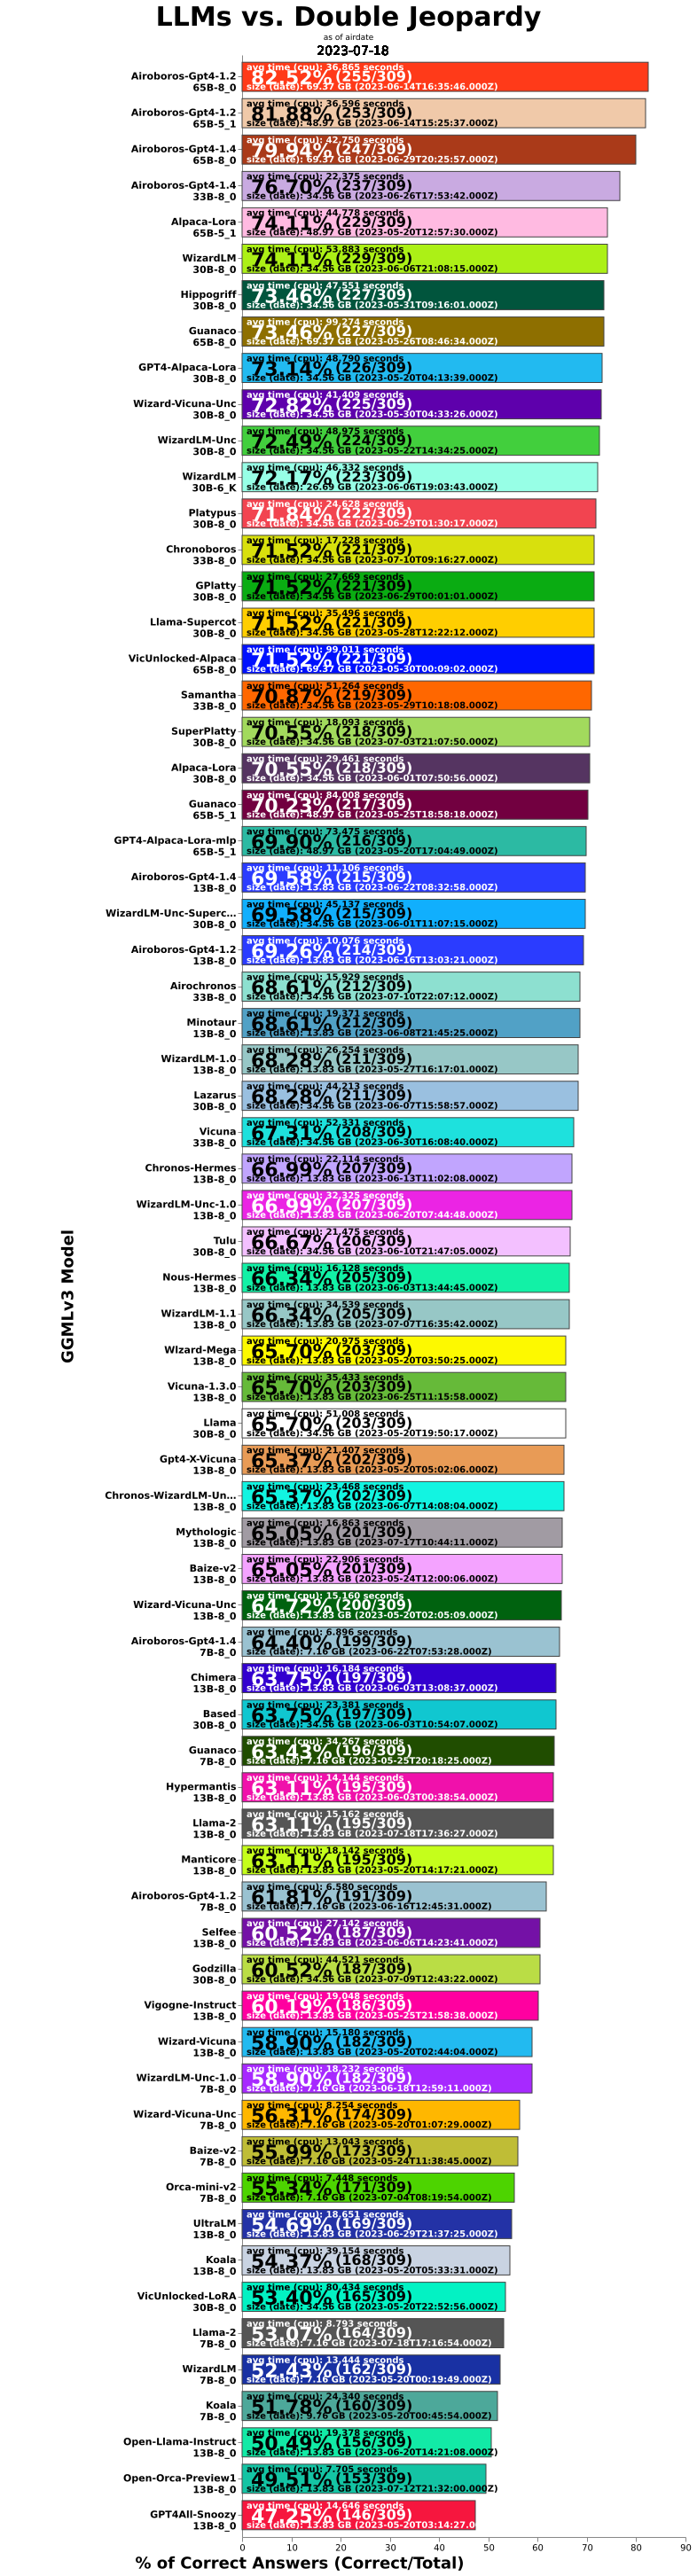 LLMs vs. Double Jeopardy
as of airdate
2023-07-18
Airoboros-Gpt4-1.2
65B-8_0
avg time (cpu): 36,865 seconds
82.52% (255/309)
size (date): 69.37 GB (2023-06-14T16:35:46.000Z)
Airoboros-Gpt4-1.2
65B-5_1
avg time (cpu): 36,596 seconds
81.88% (253/309)
size (date): 48.97 GB (2023-06-14T15:25:37.000Z)
Airoboros-Gpt4-1.4
65B-8_0
avg time (cpu): 42,750 seconds
79.94% (247/309)
size (date): 69.37 GB (2023-06-29T20:25:57.000Z)
Airoboros-Gpt4-1.4
33B-8_0
avg time (cpu): 22,375 seconds
76.70% (237/309)
size (date): 34.56 GB (2023-06-26T17:53:42.000Z)
Alpaca-Lora
65B-5_1
avg time (cpu): 44,778 seconds
74.11% (229/309)
size (date): 48.97 GB (2023-05-20T12:57:30.000Z)
WizardLM
30B-8_0
avg time (cpu): 53,883 seconds
74.11% (229/309)
size (date): 34.56 GB (2023-06-06T21:08:15.000Z)
Hippogriff
30B-8_0
avg time (cpu): 47,551 seconds
73.46% (227/309)
size (date): 34.56 GB (2023-05-31T09:16:01.000Z)
Guanaco
65B-8_0
avg time (cpu): 99,274 seconds
73.46% (227/309)
size (date): 69.37 GB (2023-05-26T08:46:34.000Z)
GPT4-Alpaca-Lora
30B-8_0
avg time (cpu): 48,790 seconds
73.14% (226/309)
size (date): 34.56 GB (2023-05-20T04:13:39.000Z)
Wizard-Vicuna-Unc
30B-8_0
avg time (cpu): 41,409 seconds
72.82% (225/309)
size (date): 34.56 GB (2023-05-30T04:33:26.000Z)
WizardLM-Unc
30B-8_0
avg time (cpu): 48,975 seconds
72.49% (224/309)
size (date): 34.56 GB (2023-05-22T14:34:25.000Z)
WizardLM
30B-6_K
avg time (cpu): 46,332 seconds
72.17% (223/309)
size (date): 26.69 GB (2023-06-06T19:03:43.000Z)
Platypus
30B-8_0
avg time (cpu): 24,628 seconds
71.84% (222/309)
size (date): 34.56 GB (2023-06-29T01:30:17.000Z)
Chronoboros
33B-8_0
avg time (cpu): 17,228 seconds
71.52% (221/309)
size (date): 34.56 GB (2023-07-10T09:16:27.000Z)
GPlatty
30B-8_0
avg time (cpu): 27,669 seconds
71.52% (221/309)
size (date): 34.56 GB (2023-06-29T00:01:01.000Z)
Llama-Supercot
30B-8_0
avg time (cpu): 35,496 seconds
71.52% (221/309)
size (date): 34.56 GB (2023-05-28T12:22:12.000Z)
VicUnlocked-Alpaca
65B-8_0
avg time (cpu): 99,011 seconds
71.52% (221/309)
size (date): 69.37 GB (2023-05-30T00:09:02.000Z)
Samantha
33B-8_0
avg time (cpu): 51,264 seconds
70.87% (219/309)
size (date): 34.56 GB (2023-05-29T10:18:08.000Z)
SuperPlatty
30B-8_0
avg time (cpu): 18,093 seconds
70.55% (218/309)
size (date): 34.56 GB (2023-07-03T21:07:50.000Z)
Alpaca-Lora
30B-8_0
avg time (cpu): 29,461 seconds
70.55% (218/309)
size (date): 34.56 GB (2023-06-01T07:50:56.000Z)
Guanaco
65B-5_1
avg time (cpu): 84,008 seconds
70.23% (217/309)
size (date): 48.97 GB (2023-05-25T18:58:18.000Z)
GPT4-Alpaca-Lora-mlp
65B-5_1
avg time (cpu): 73,475 seconds
69.90% (216/309)
size (date): 48.97 GB (2023-05-20T17:04:49.000Z)
Airoboros-Gpt4-1.4
13B-8_0
avg time (cpu): 11,106 seconds
69.58% (215/309)
size (date): 13.83 GB (2023-06-22T08:32:58.000Z)
WizardLM-Unc-Superc…
30B-8_0
avg time (cpu): 45,137 seconds
69.58% (215/309)
size (date): 34.56 GB (2023-06-01T11:07:15.000Z)
Airoboros-Gpt4-1.2
13B-8_0
avg time (cpu): 10,076 seconds
69.26% (214/309)
size (date): 13.83 GB (2023-06-16T13:03:21.000Z)
Airochronos
33B-8_0
avg time (cpu): 15,929 seconds
68.61% (212/309)
size (date): 34.56 GB (2023-07-10T22:07:12.000Z)
Minotaur
13B-8_0
avg time (cpu): 19,371 seconds
68.61% (212/309)
size (date): 13.83 GB (2023-06-08T21:45:25.000Z)
WizardLM-1.0
13B-8_0
avg time (cpu): 26,254 seconds
68.28% (211/309)
size (date): 13.83 GB (2023-05-27T16:17:01.000Z)
Lazarus
30B-8_0
avg time (cpu): 44,213 seconds
68.28% (211/309)
size (date): 34.56 GB (2023-06-07T15:58:57.000Z)
Vicuna
33B-8_0
avg time (cpu): 52,331 seconds
67.31% (208/309)
size (date): 34.56 GB (2023-06-30T16:08:40.000Z)
Chronos-Hermes
13B-8_0
avg time (cpu): 22,114 seconds
66.99% (207/309)
size (date): 13.83 GB (2023-06-13T11:02:08.000Z)
WizardLM-Unc-1.0
13B-8_0
avg time (cpu): 32,325 seconds
66.99% (207/309)
size (date): 13.83 GB (2023-06-20T07:44:48.000Z)
Tulu
30B-8_0
avg time (cpu): 21,475 seconds
66.67% (206/309)
size (date): 34.56 GB (2023-06-10T21:47:05.000Z)
Nous-Hermes
13B-8_0
avg time (cpu): 16,128 seconds
66.34% (205/309)
size (date): 13.83 GB (2023-06-03T13:44:45.000Z)
WizardLM-1.1
13B-8_0
avg time (cpu): 34,539 seconds
66.34% (205/309)
size (date): 13.83 GB (2023-07-07T16:35:42.000Z)
WIzard-Mega
13B-8_0
avg time (cpu): 20,975 seconds
65.70% (203/309)
size (date): 13.83 GB (2023-05-20T03:50:25.000Z)
Vicuna-1.3.0
13B-8_0
avg time (cpu): 35,433 seconds
65.70% (203/309)
size (date): 13.83 GB (2023-06-25T11:15:58.000Z)
Llama
30B-8_0
avg time (cpu): 51,008 seconds
65.70% (203/309)
size (date): 34.56 GB (2023-05-20T19:50:17.000Z)
Gpt4-X-Vicuna
13B-8_0
avg time (cpu): 21,407 seconds
65.37% (202/309)
size (date): 13.83 GB (2023-05-20T05:02:06.000Z)
Chronos-WizardLM-Un…
13B-8_0
avg time (cpu): 23,468 seconds
65.37% (202/309)
size (date): 13.83 GB (2023-06-07T14:08:04.000Z)
Mythologic
13B-8_0
avg time (cpu): 16,863 seconds
65.05% (201/309)
size (date): 13.83 GB (2023-07-17T10:44:11.000Z)
Baize-v2
13B-8_0
avg time (cpu): 22,906 seconds
65.05% (201/309)
size (date): 13.83 GB (2023-05-24T12:00:06.000Z)
Wizard-Vicuna-Unc
13B-8_0
avg time (cpu): 15,160 seconds
64.72% (200/309)
size (date): 13.83 GB (2023-05-20T02:05:09.000Z)
Airoboros-Gpt4-1.4
7B-8_0
avg time (cpu): 6,896 seconds
64.40% (199/309)
size (date): 7.16 GB (2023-06-22T07:53:28.000Z)
Chimera
13B-8_0
avg time (cpu): 16,184 seconds
63.75% (197/309)
size (date): 13.83 GB (2023-06-03T13:08:37.000Z)
Based
30B-8_0
avg time (cpu): 23,381 seconds
63.75% (197/309)
size (date): 34.56 GB (2023-06-03T10:54:07.000Z)
Guanaco
7B-8_0
avg time (cpu): 34,267 seconds
63.43% (196/309)
size (date): 7.16 GB (2023-05-25T20:18:25.000Z)
Hypermantis
13B-8_0
avg time (cpu): 14,144 seconds
63.11% (195/309)
size (date): 13.83 GB (2023-06-03T00:38:54.000Z)
Llama-2
13B-8_0
avg time (cpu): 15,162 seconds
63.11% (195/309)
size (date): 13.83 GB (2023-07-18T17:36:27.000Z)
Manticore
13B-8_0
avg time (cpu): 18,142 seconds
63.11% (195/309)
size (date): 13.83 GB (2023-05-20T14:17:21.000Z)
Airoboros-Gpt4-1.2
7B-8_0
avg time (cpu): 6,580 seconds
61.81% (191/309)
size (date): 7.16 GB (2023-06-16T12:45:31.000Z)
Selfee
13B-8_0
avg time (cpu): 27,142 seconds
60.52% (187/309)
size (date): 13.83 GB (2023-06-06T14:23:41.000Z)
Godzilla
30B-8_0
avg time (cpu): 44,521 seconds
60.52% (187/309)
size (date): 34.56 GB (2023-07-09T12:43:22.000Z)
Vigogne-Instruct
13B-8_0
avg time (cpu): 19,048 seconds
60.19% (186/309)
size (date): 13.83 GB (2023-05-25T21:58:38.000Z)
Wizard-Vicuna
13B-8_0
avg time (cpu): 15,180 seconds
58.90% (182/309)
size (date): 13.83 GB (2023-05-20T02:44:04.000Z)
WizardLM-Unc-1.0
7B-8_0
avg time (cpu): 18,232 seconds
58.90% (182/309)
size (date): 7.16 GB (2023-06-18T12:59:11.000Z)
Wizard-Vicuna-Unc
7B-8_0
avg time (cpu): 8,254 seconds
56.31% (174/309)
size (date): 7.16 GB (2023-05-20T01:07:29.000Z)
Baize-v2
7B-8_0
avg time (cpu): 13,043 seconds
55.99% (173/309)
size (date): 7.16 GB (2023-05-24T11:38:45.000Z)
Orca-mini-v2
7B-8_0
avg time (cpu): 7,448 seconds
55.34% (171/309)
size (date): 7.16 GB (2023-07-04T08:19:54.000Z)
UltraLM
13B-8_0
avg time (cpu): 18,651 seconds
54.69% (169/309)
size (date): 13.83 GB (2023-06-29T21:37:25.000Z)
Koala
13B-8_0
avg time (cpu): 39,154 seconds
54.37% (168/309)
size (date): 13.83 GB (2023-05-20T05:33:31.000Z)
VicUnlocked-LoRA
30B-8_0
avg time (cpu): 80,434 seconds
53.40% (165/309)
size (date): 34.56 GB (2023-05-20T22:52:56.000Z)
Llama-2
7B-8_0
avg time (cpu): 8,793 seconds
53.07% (164/309)
size (date): 7.16 GB (2023-07-18T17:16:54.000Z)
WizardLM
7B-8_0
avg time (cpu): 13,444 seconds
52.43% (162/309)
size (date): 7.16 GB (2023-05-20T00:19:49.000Z)
Koala
7B-8_0
avg time (cpu): 24,340 seconds
51.78% (160/309)
size (date): 9.76 GB (2023-05-20T00:45:54.000Z)
Open-Llama-Instruct
13B-8_0
avg time (cpu): 19,378 seconds
50.49% (156/309)
size (date): 13.83 GB (2023-06-20T14:21:08.000Z)
Open-Orca-Preview1
13B-8_0
avg time (cpu): 7,705 seconds
49.51% (153/309)
size (date): 13.83 GB (2023-07-12T21:32:00.000Z)
GPT4All-Snoozy
13B-8_0
avg time (cpu): 14,646 seconds
47.25% (146/309)
size (date): 13.83 GB (2023-05-20T03:14:27.0
GGMLv3 Model
0 10 20 30 40 50 60 70 80 90
% of Correct Answers (Correct/Total)